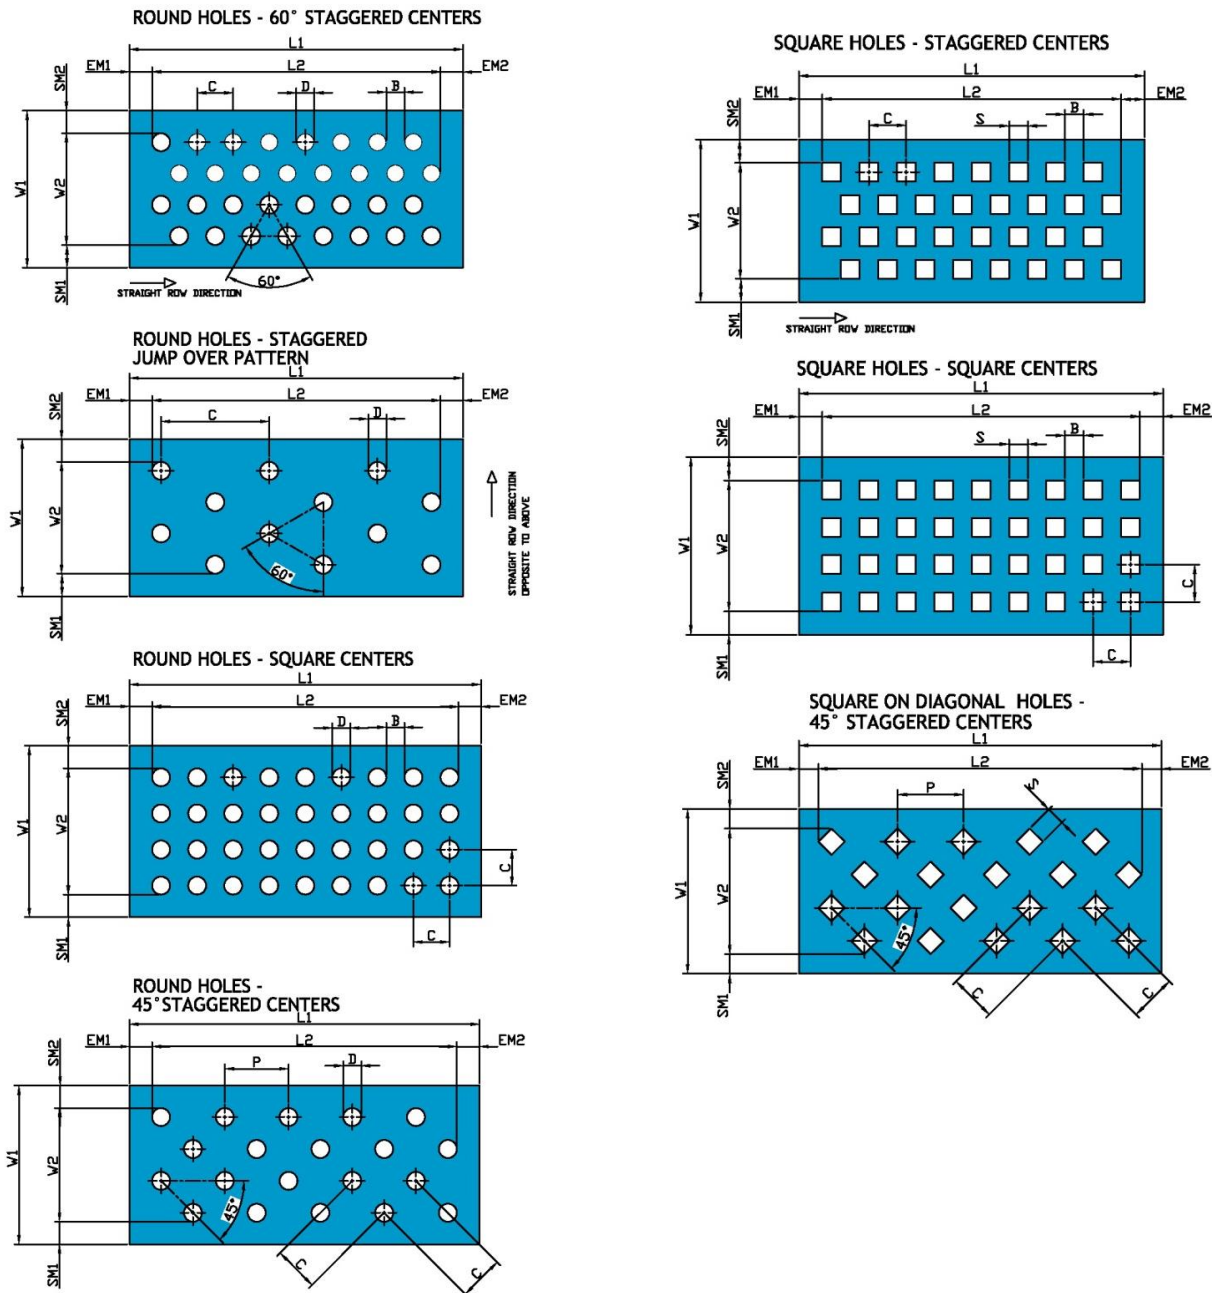 ROUND HOLES - 60° STAGGERED CENTERS
L1
EM1
L2
EM2
SM2
C
D
B
W1
W2
SM1
60°
STRAIGHT ROW DIRECTION
ROUND HOLES - STAGGERED
JUMP OVER PATTERN
L1
EM1
L2
EM2
SM2
C
D
W1
W2
SM1
60°
STRAIGHT ROW DIRECTION
OPPOSITE TO ABOVE
ROUND HOLES - SQUARE CENTERS
L1
EM1
L2
EM2
SM2
D
B
W1
W2
SM1
C
C
ROUND HOLES -
45°STAGGERED CENTERS
L1
EM1
L2
EM2
SM2
P
D
W1
W2
SM1
45°
C
C
SQUARE HOLES - STAGGERED CENTERS
L1
EM1
L2
EM2
SM2
C
S
B
W1
W2
SM1
STRAIGHT ROW DIRECTION
SQUARE HOLES - SQUARE CENTERS
L1
EM1
L2
EM2
SM2
S
B
W1
W2
SM1
C
C
SQUARE ON DIAGONAL HOLES -
45° STAGGERED CENTERS
L1
EM1
L2
EM2
SM2
P
S
W1
W2
SM1
45°
C
C